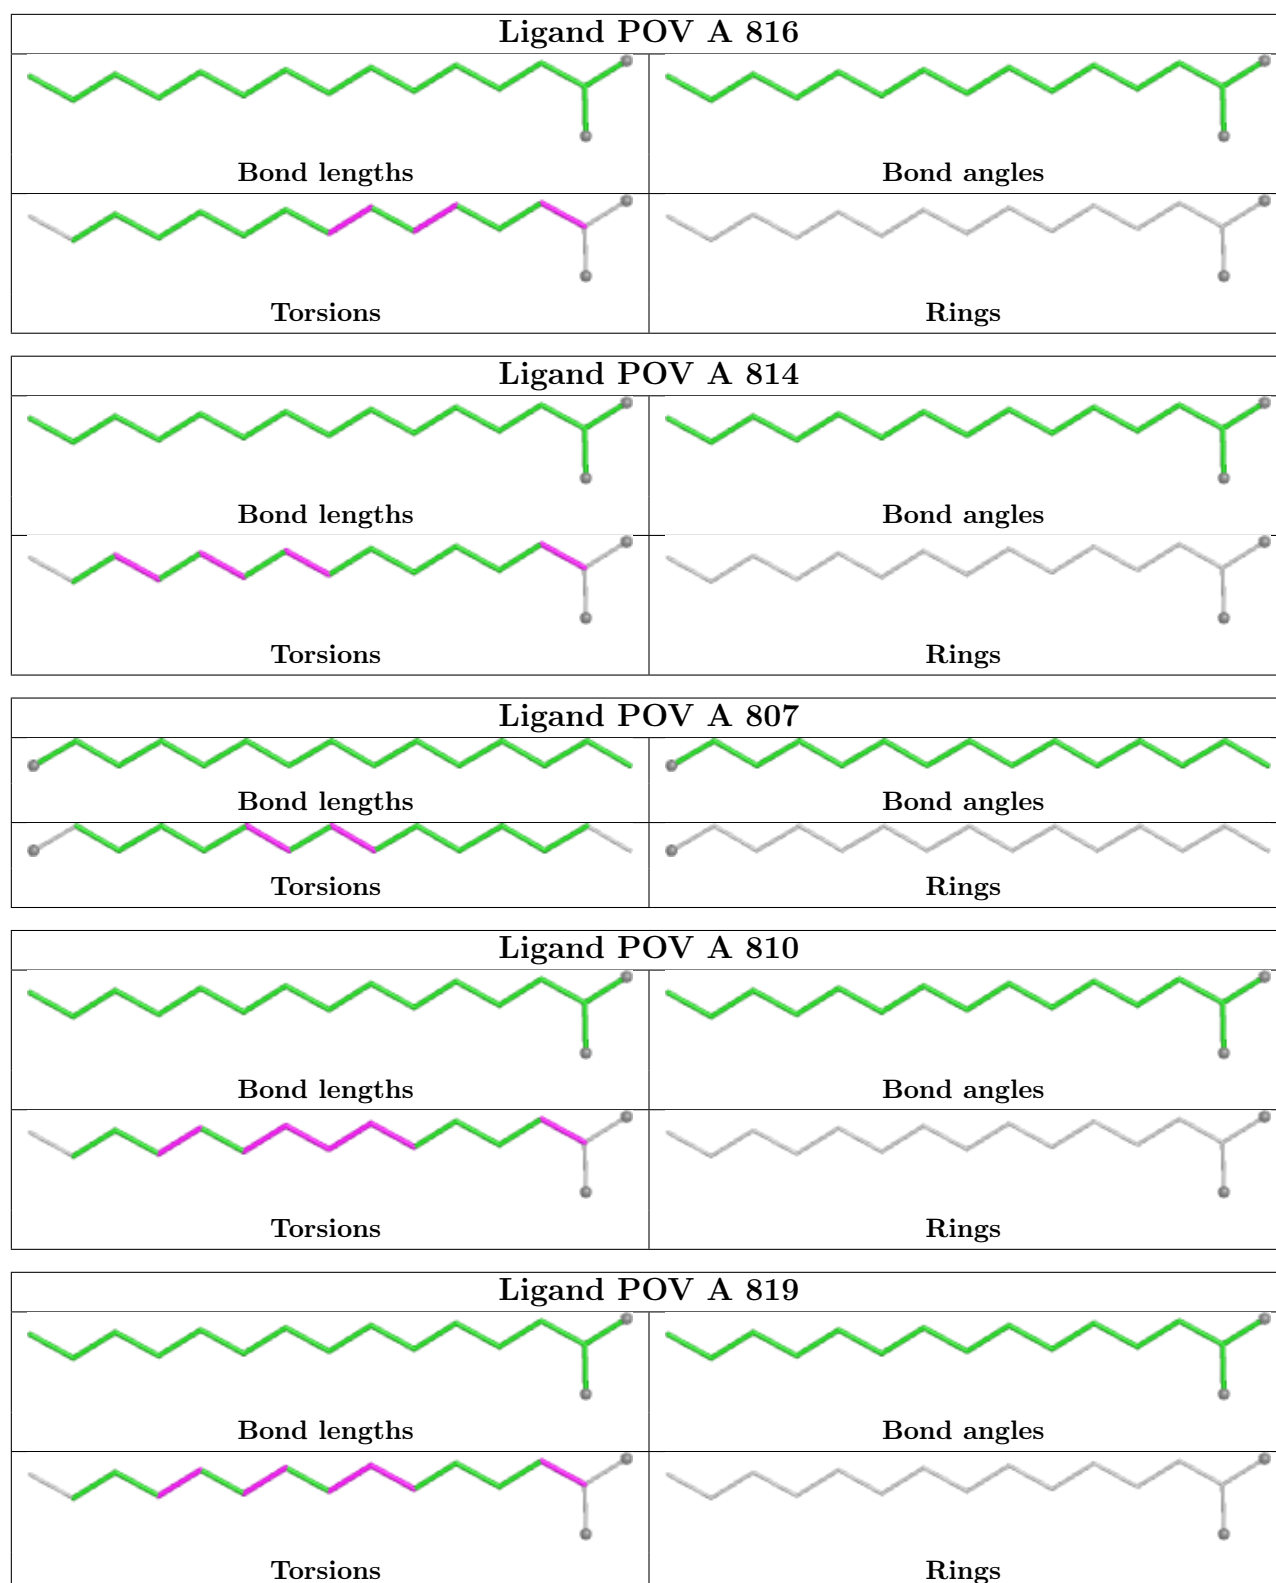 Ligand POV A 816
Bond lengths
Bond angles
Torsions
Rings
Ligand POV A 814
Bond lengths
Bond angles
Torsions
Rings
Ligand POV A 807
Bond lengths
Bond angles
Torsions
Rings
Ligand POV A 810
Bond lengths
Bond angles
Torsions
Rings
Ligand POV A 819
Bond lengths
Bond angles
Torsions
Rings